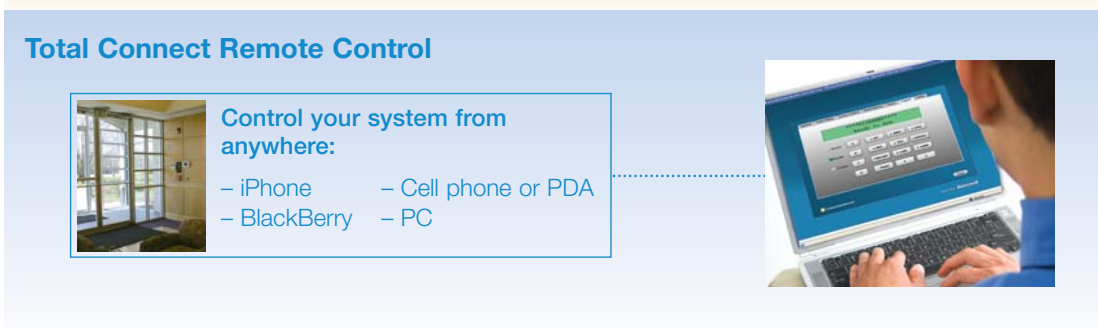 Total Connect Remote Control
Control your system from
anywhere:
– iPhone – Cell phone or PDA
– BlackBerry – PC